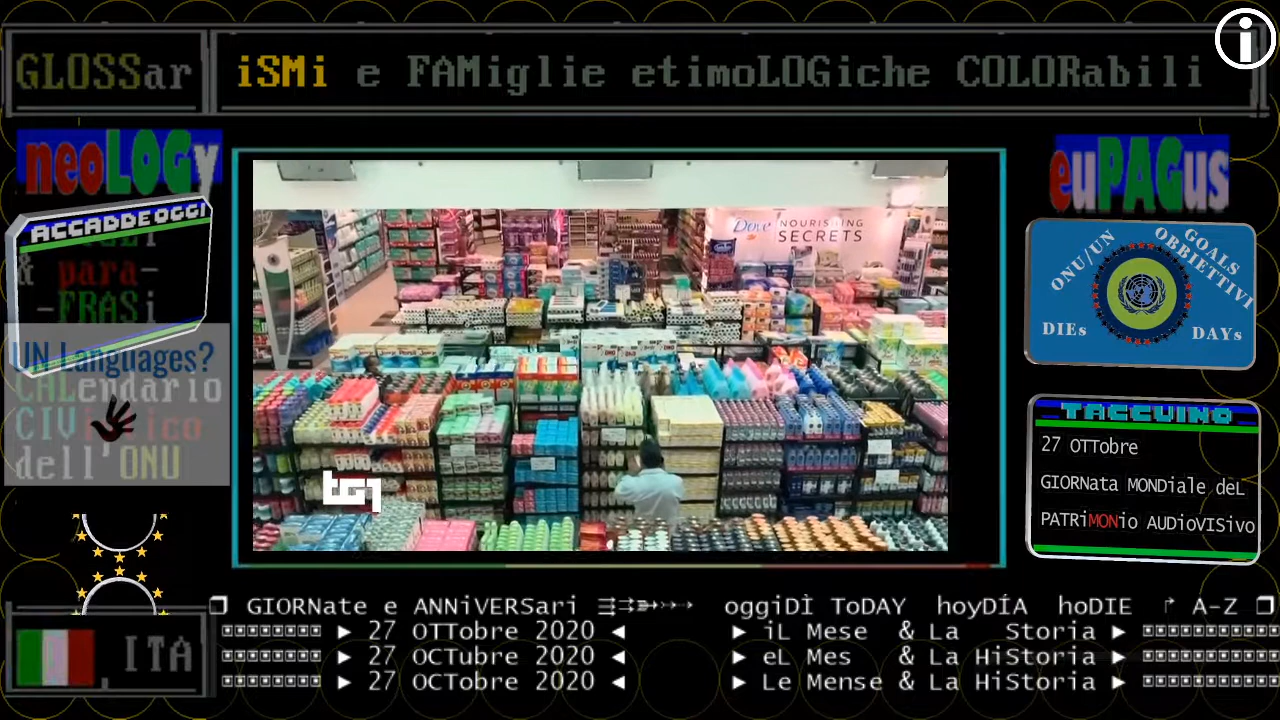 GLOSSar
iSMi e FAMiglie etimoLOGiche COLORabili
neoLOGy
ACCADDEOGGI
& para-
-FRASi
UN Languages?
CALendario
CIVilitico
dell'ONU
Dove NOURISHING
SECRETS
tg1
euPAGus
ONU/UN
GOALS
OBBIETTIVI
DIEs
DAYs
TACCUINO
27 OTTobre
GIORNata MONDiale deL
PATRiMONio AUDioVISivo
GIORNate e ANNiVERSari
oggiDÌ ToDAY hoyDÍA hoDIE
A-Z
27 OTTobre 2020
iL Mese & La Storia
27 OCTubre 2020
eL Mes & La HiStoria
27 OCTobre 2020
Le Mense & La HiStoria
ITA